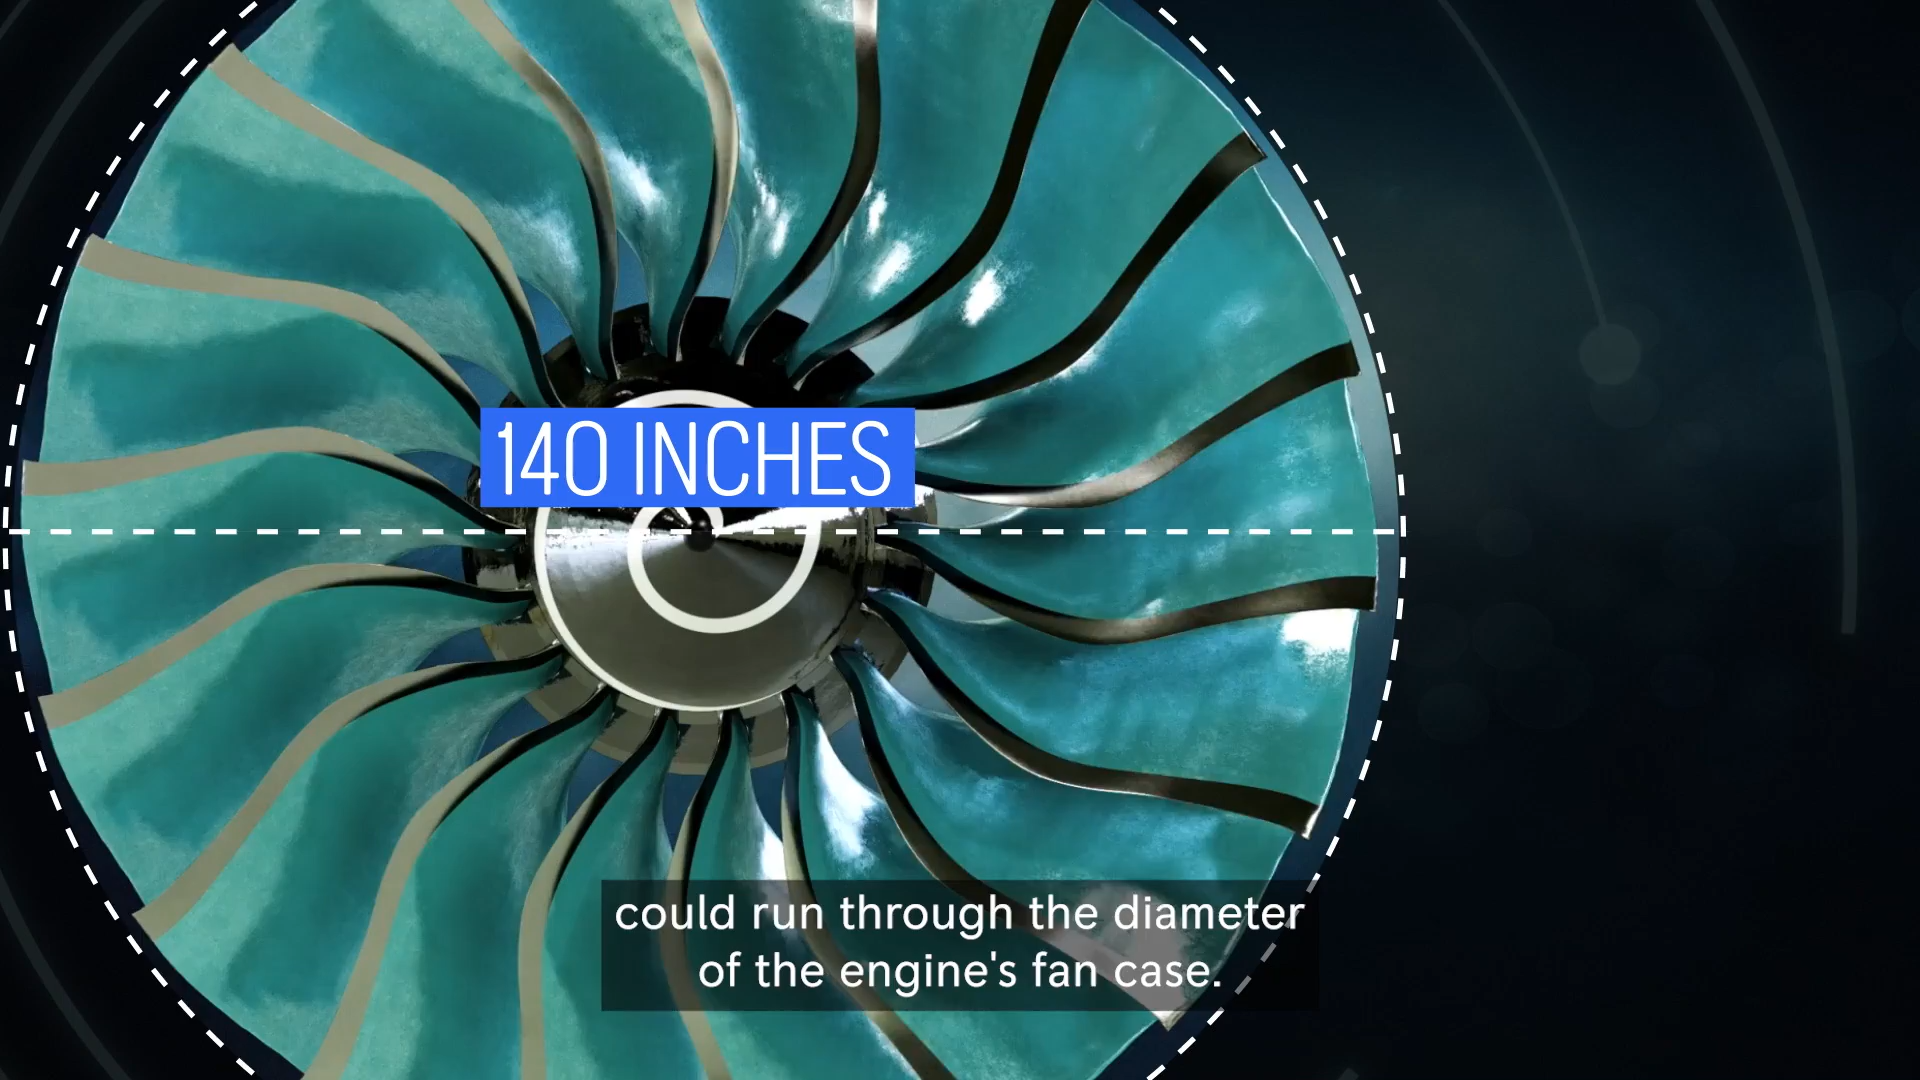 140 INCHES
could run through the diameter
of the engine's fan case.